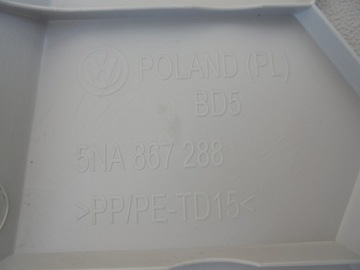 POLAND (PL)
BD5
5NA 867 288
>PP/PE-TD15<